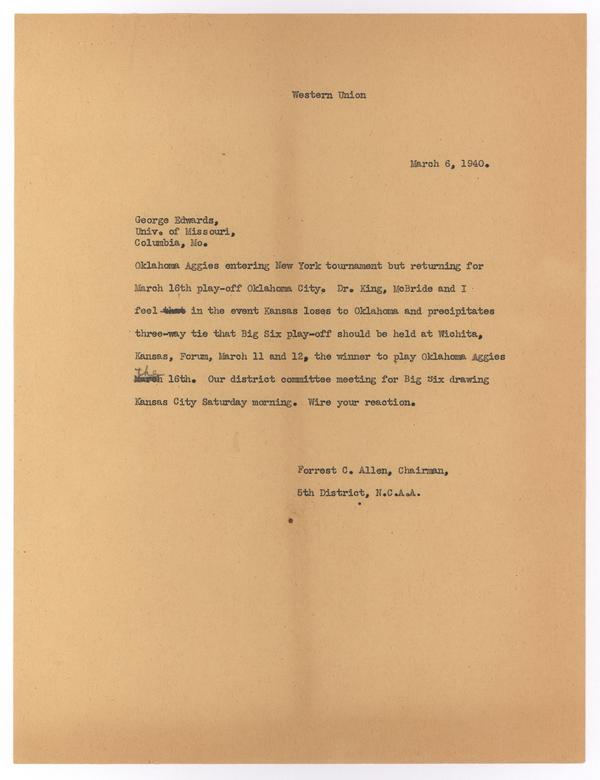 Western Union
March 6, 1940.
George Edwards,
Univ. of Missouri,
Columbia, Mo.
Oklahoma Aggies entering New York tournament but returning for
March 16th play-off Oklahoma City. Dr. King, McBride and I
feel that in the event Kansas loses to Oklahoma and precipitates
three-way tie that Big Six play-off should be held at Wichita,
Kansas, Forum, March 11 and 12, the winner to play Oklahoma Aggies
the
March 16th. Our district committee meeting for Big Six drawing
Kansas City Saturday morning. Wire your reaction.
Forrest C. Allen, Chairman,
5th District, N.C.A.A.